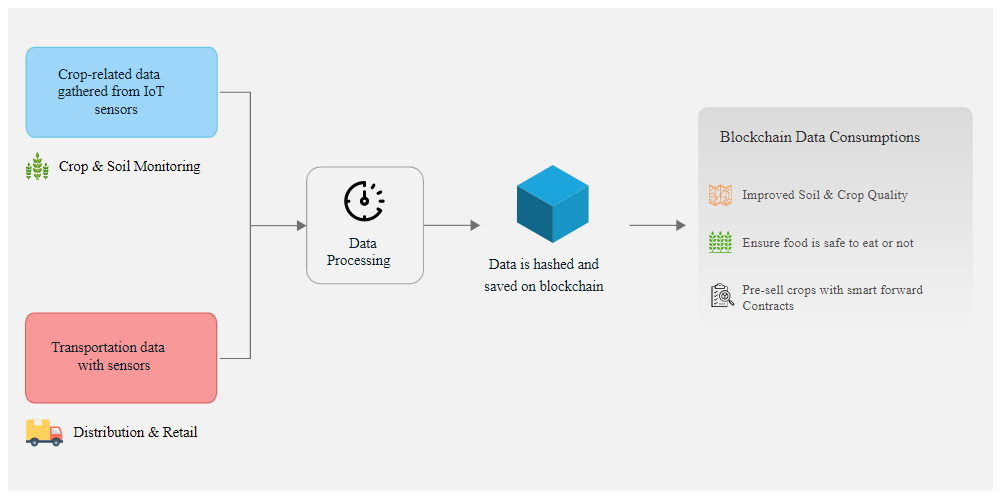 Crop-related data
gathered from IoT
sensors
Crop & Soil Monitoring
Transportation data
with sensors
Distribution & Retail
Data
Processing
Data is hashed and
saved on blockchain
Blockchain Data Consumptions
Improved Soil & Crop Quality
Ensure food is safe to eat or not
Pre-sell crops with smart forward
Contracts